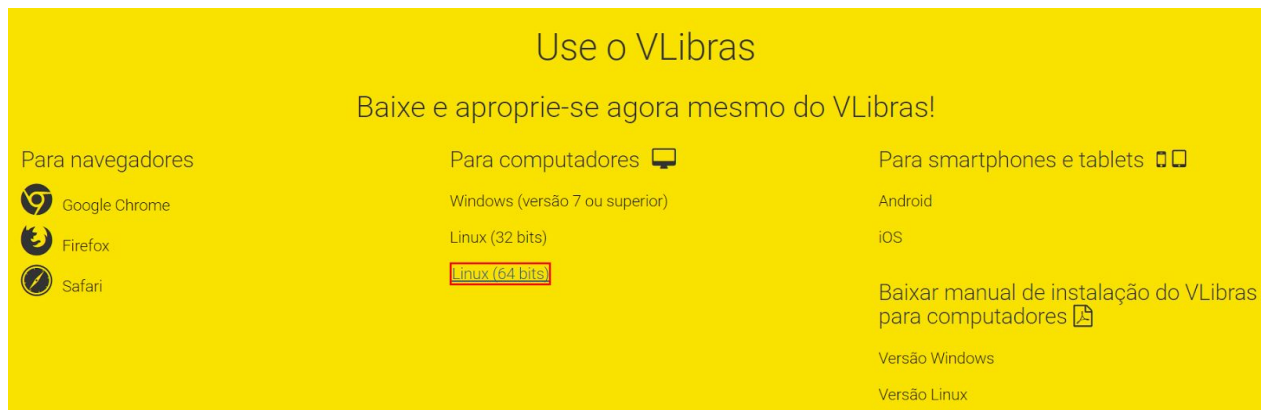 Use o VLibras
Baixe e aproprie-se agora mesmo do VLibras!
Para navegadores
Google Chrome
Firefox
Safari
Para computadores
Windows (versão 7 ou superior)
Linux (32 bits)
Linux (64 bits)
Para smartphones e tablets
Android
iOS
Baixar manual de instalação do VLibras
para computadores
Versão Windows
Versão Linux